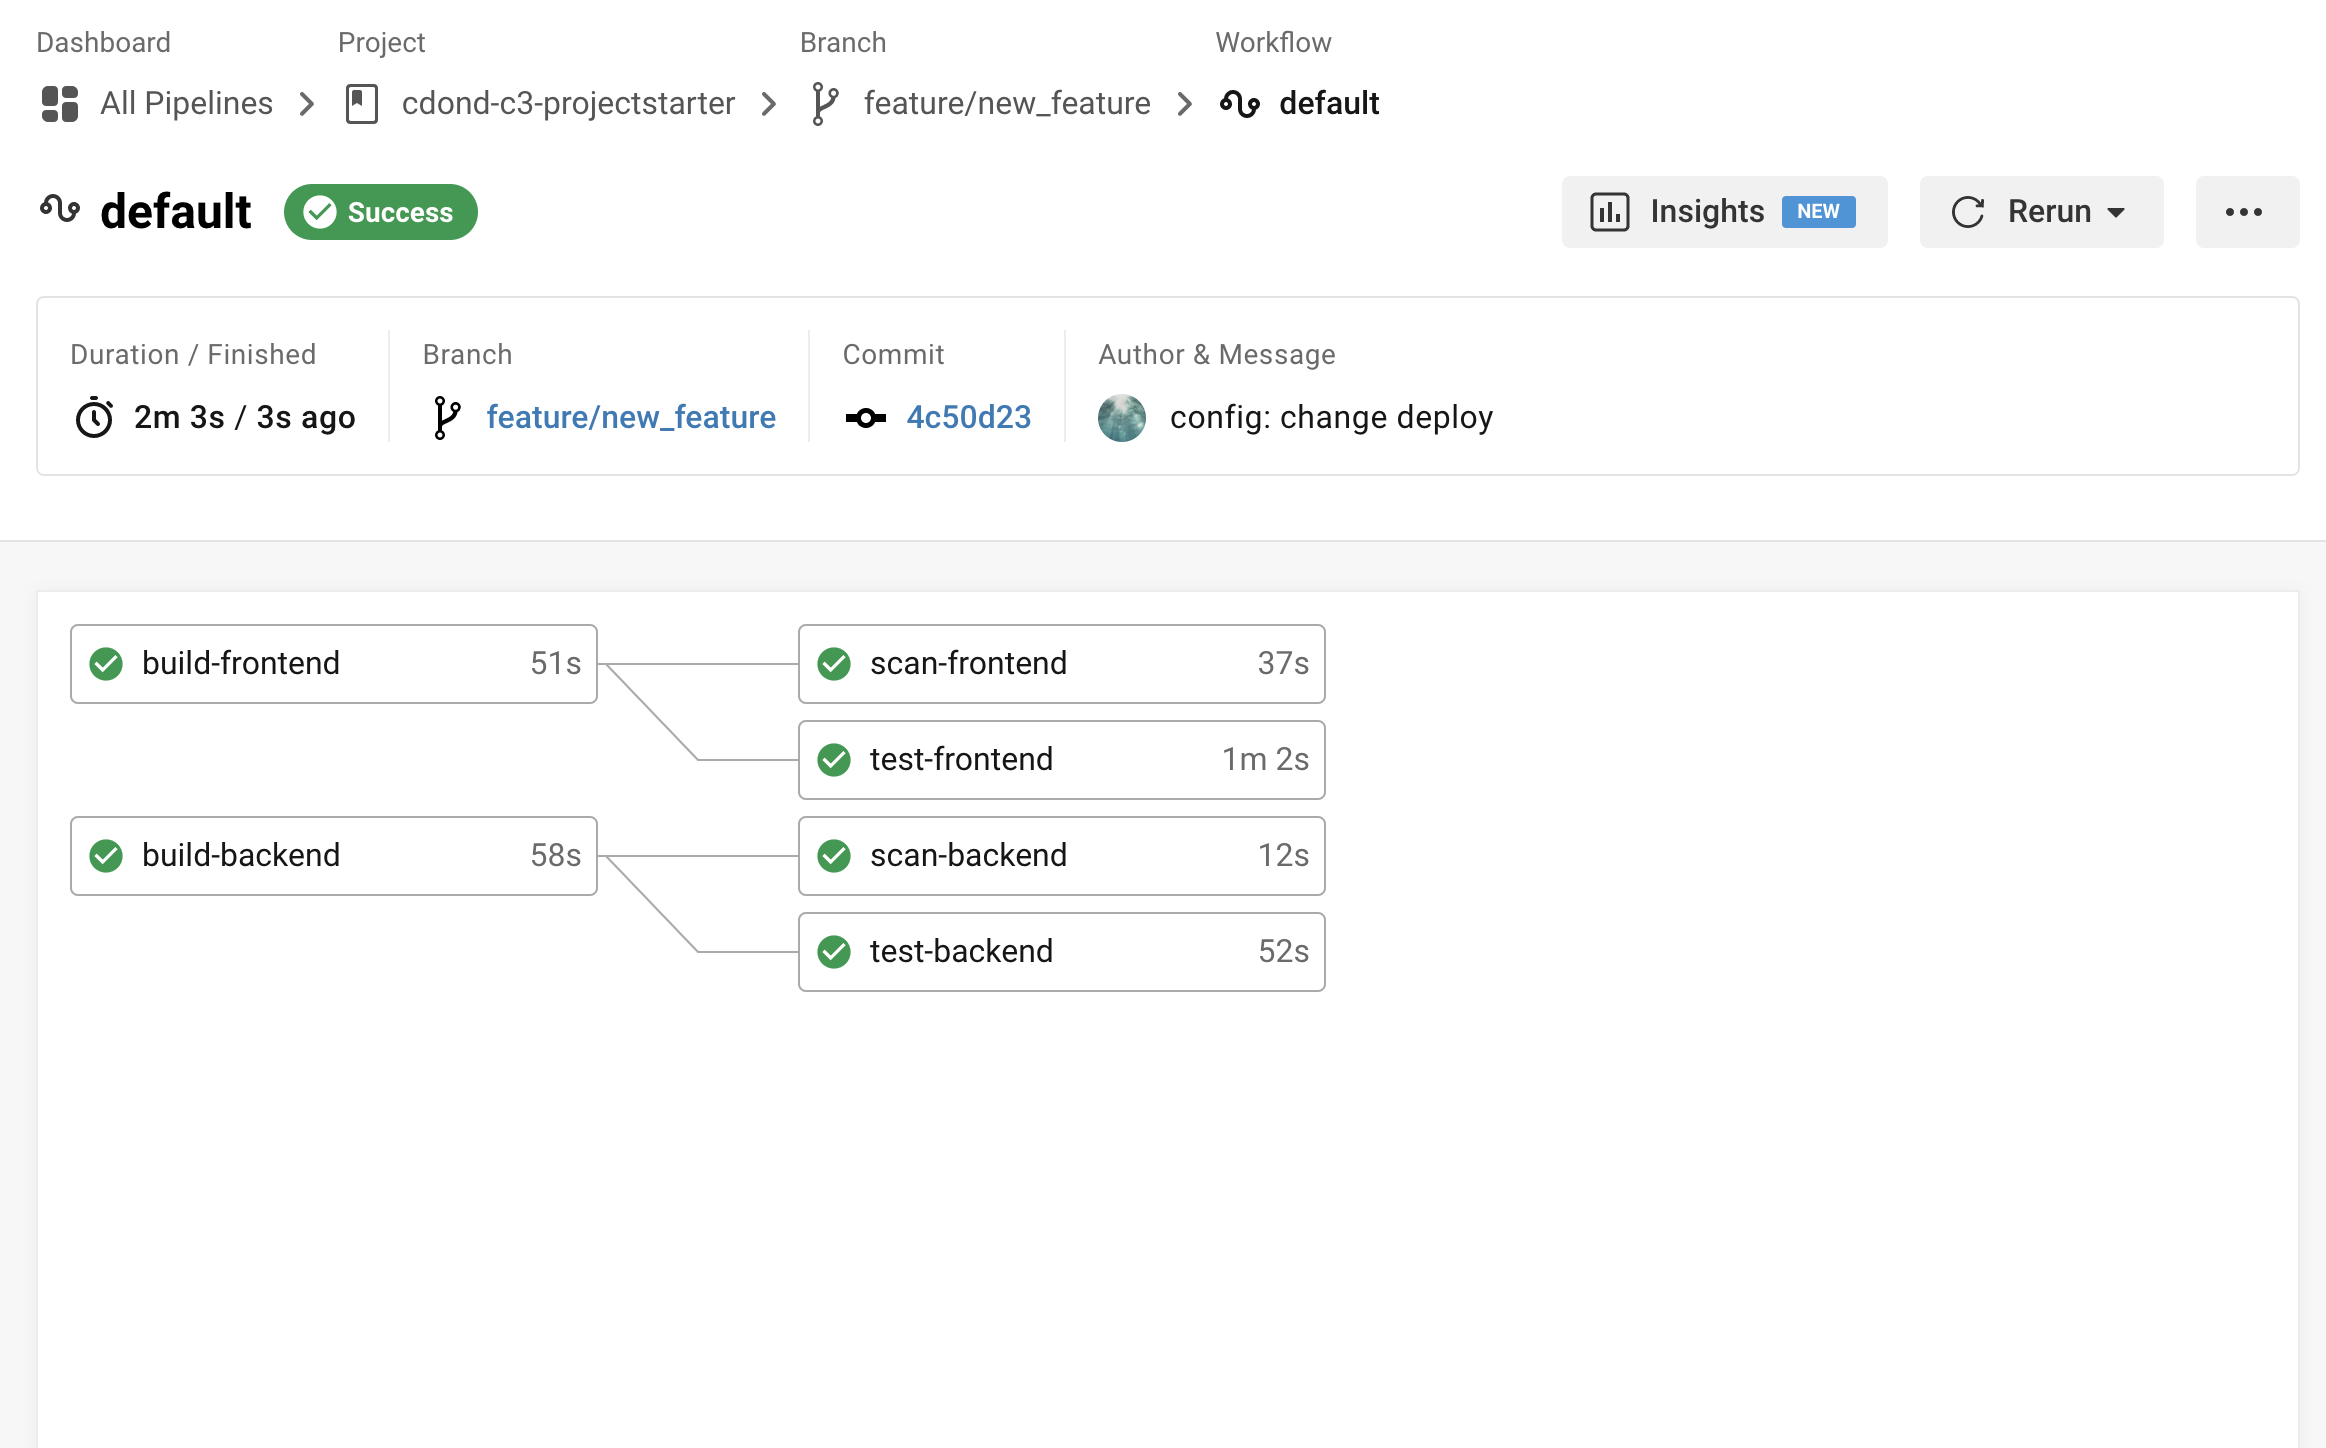 Dashboard Project Branch Workflow
All Pipelines cdond-c3-projectstarter feature/new_feature default
default Success Insights NEW Rerun
Duration / Finished Branch Commit Author & Message
2m 3s / 3s ago feature/new_feature 4c50d23 config: change deploy
build-frontend 51s scan-frontend 37s
test-frontend 1m 2s
build-backend 58s scan-backend 12s
test-backend 52s